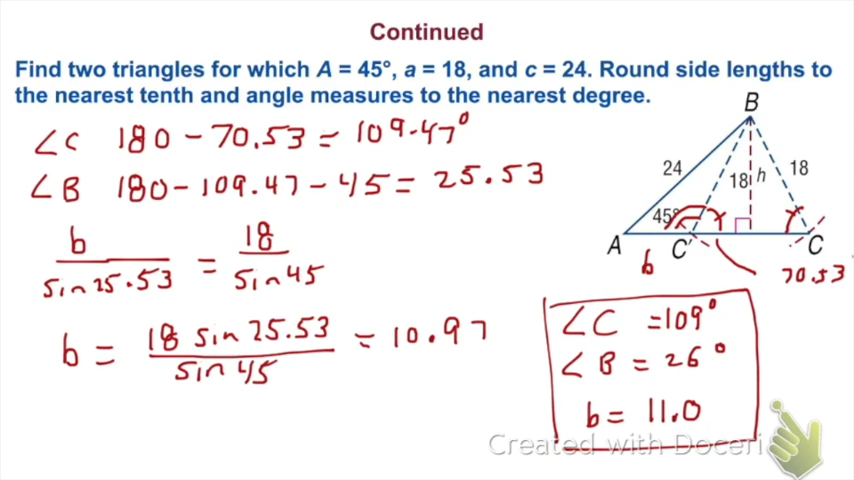 Continued
Find two triangles for which A = 45°, a = 18, and c = 24. Round side lengths to
the nearest tenth and angle measures to the nearest degree.
∠C 180 - 70.53 = 109.47°
∠B 180 - 109.47 - 45 = 25.53
b / sin 25.53 = 18 / sin 45
b = 18 sin 25.53 / sin 45 = 10.97
B
24
18
h
18
45°
A
b
C'
C
70.53
∠C = 109°
∠B = 26°
b = 11.0
Created with Doceri